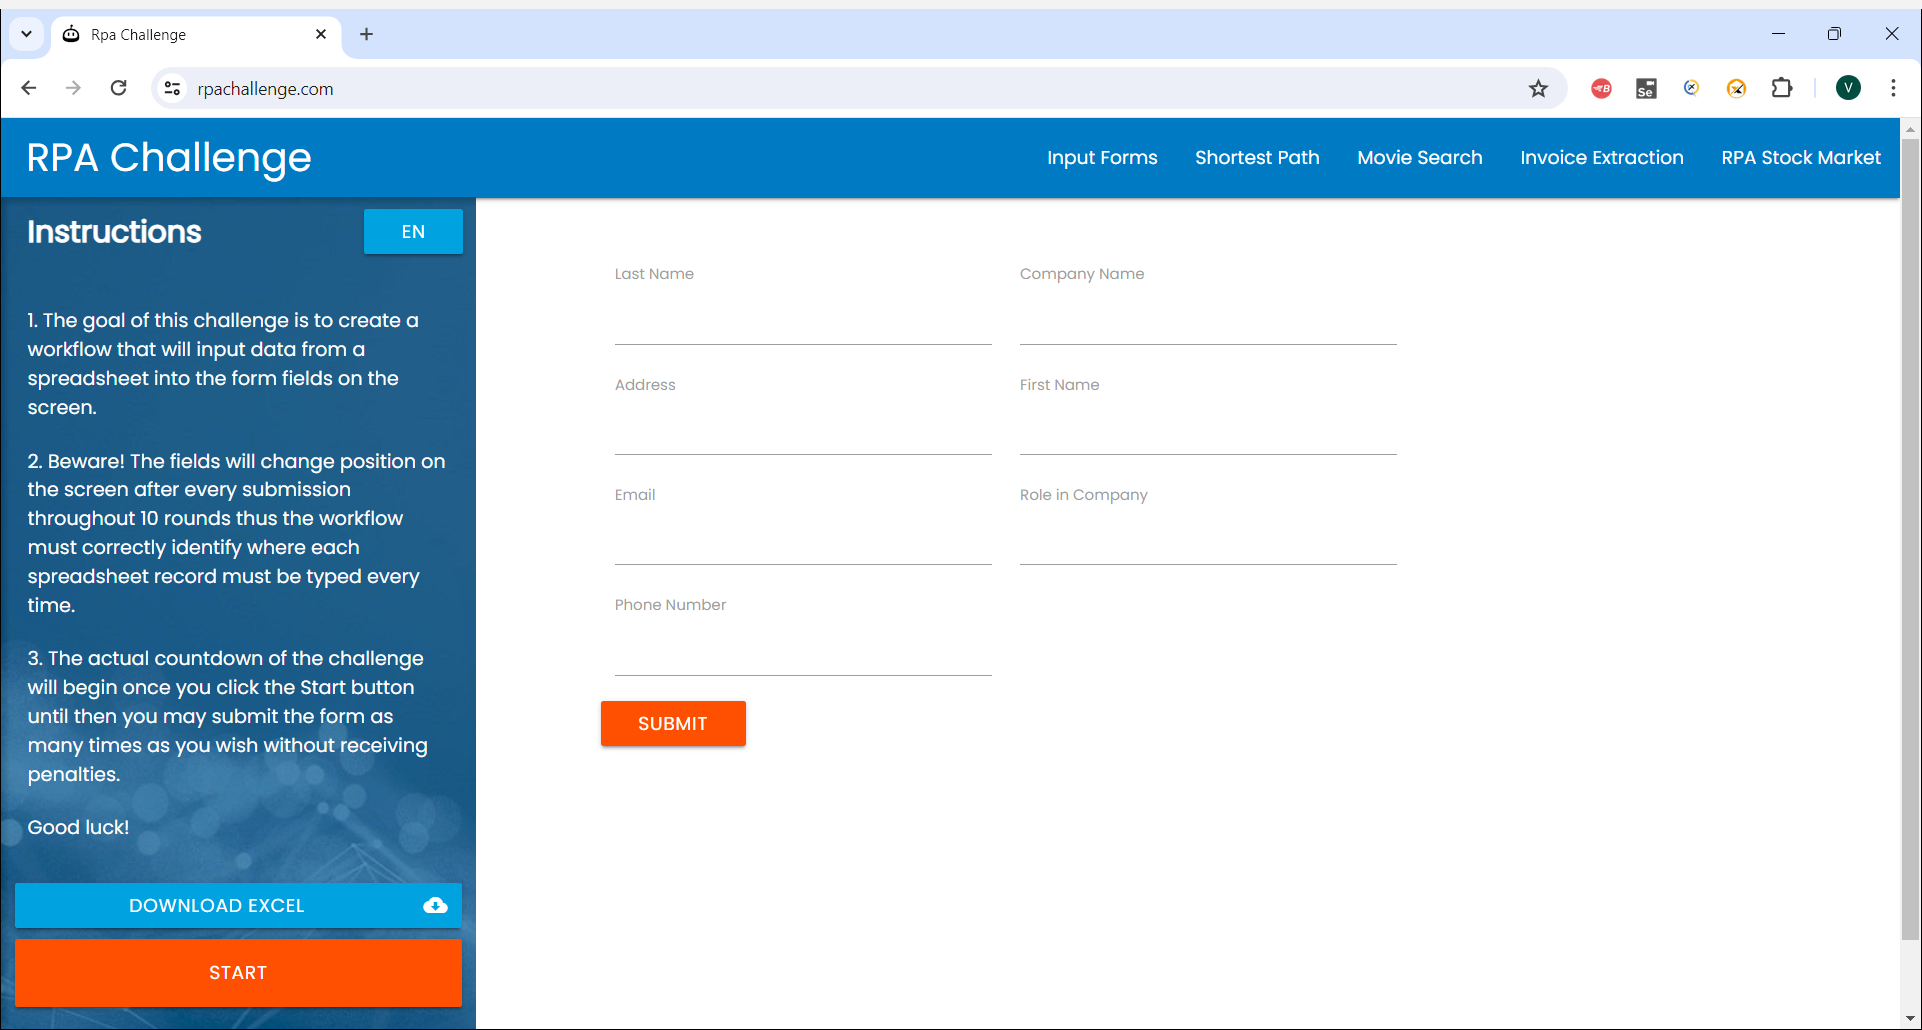 Rpa Challenge
rpachallenge.com
B
Se
V
RPA Challenge
Input Forms
Shortest Path
Movie Search
Invoice Extraction
RPA Stock Market
Instructions
EN
1. The goal of this challenge is to create a
workflow that will input data from a
spreadsheet into the form fields on the
screen.
2. Beware! The fields will change position on
the screen after every submission
throughout 10 rounds thus the workflow
must correctly identify where each
spreadsheet record must be typed every
time.
3. The actual countdown of the challenge
will begin once you click the Start button
until then you may submit the form as
many times as you wish without receiving
penalties.
Good luck!
DOWNLOAD EXCEL
START
Last Name
Company Name
Address
First Name
Email
Role in Company
Phone Number
SUBMIT